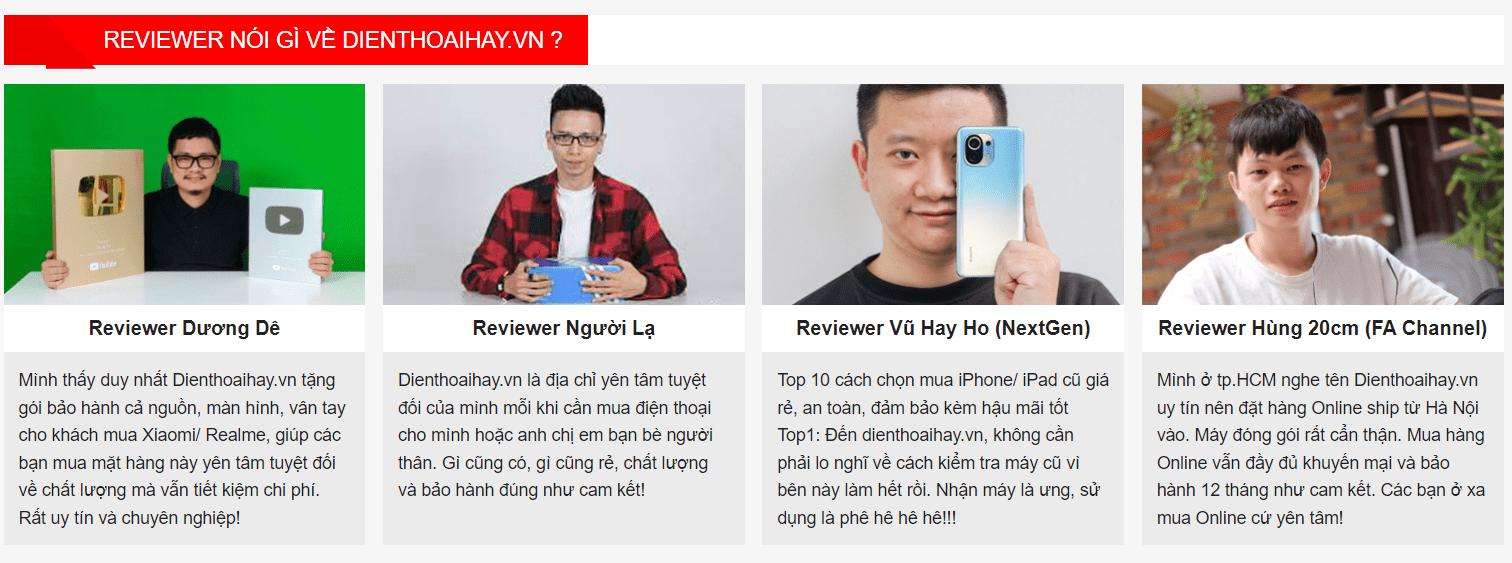 REVIEWER NÓI GÌ VỀ DIENTHOAIHAY.VN ?
YouTube
YouTube
Reviewer Dương Dê
Mình thấy duy nhất Dienthoaihay.vn tặng
gói bảo hành cả nguồn, màn hình, vân tay
cho khách mua Xiaomi/ Realme, giúp các
bạn mua mặt hàng này yên tâm tuyệt đối
về chất lượng mà vẫn tiết kiệm chi phí.
Rất uy tín và chuyên nghiệp!
Reviewer Người Lạ
Dienthoaihay.vn là địa chỉ yên tâm tuyệt
đối của mình mỗi khi cần mua điện thoại
cho mình hoặc anh chị em bạn bè người
thân. Gì cũng có, gì cũng rẻ, chất lượng
và bảo hành đúng như cam kết!
Reviewer Vũ Hay Ho (NextGen)
Top 10 cách chọn mua iPhone/ iPad cũ giá
rẻ, an toàn, đảm bảo kèm hậu mãi tốt
Top1: Đến dienthoaihay.vn, không cần
phải lo nghĩ về cách kiểm tra máy cũ vì
bên này làm hết rồi. Nhận máy là ưng, sử
dụng là phê hê hê hê!!!
Reviewer Hùng 20cm (FA Channel)
Mình ở tp.HCM nghe tên Dienthoaihay.vn
uy tín nên đặt hàng Online ship từ Hà Nội
vào. Máy đóng gói rất cẩn thận. Mua hàng
Online vẫn đầy đủ khuyến mại và bảo
hành 12 tháng như cam kết. Các bạn ở xa
mua Online cứ yên tâm!